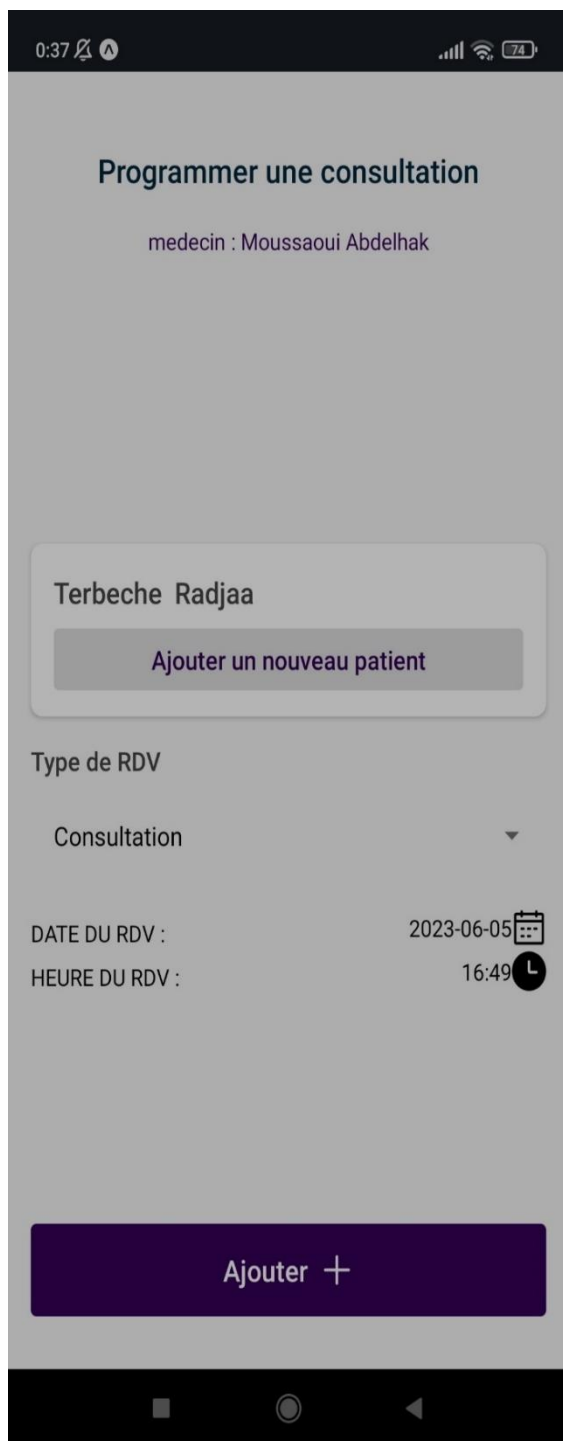 0:37
74
Programmer une consultation
medecin : Moussaoui Abdelhak
Terbeche Radjaa
Ajouter un nouveau patient
Type de RDV
Consultation
DATE DU RDV : 2023-06-05
HEURE DU RDV : 16:49
Ajouter +